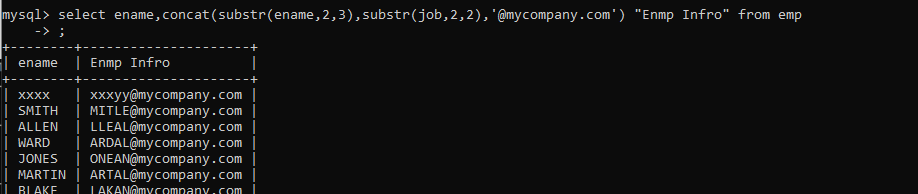 mysql> select ename,concat(substr(ename,2,3),substr(job,2,2),'@mycompany.com') "Enmp Infro" from emp
    -> ;
+--------+---------------------+
| ename  | Enmp Infro          |
+--------+---------------------+
| xxxx   | xxxyy@mycompany.com |
| SMITH  | MITLE@mycompany.com |
| ALLEN  | LLEAL@mycompany.com |
| WARD   | ARDAL@mycompany.com |
| JONES  | ONEAN@mycompany.com |
| MARTIN | ARTAL@mycompany.com |
| BLAKE  | LAKAN@mycompany.com |